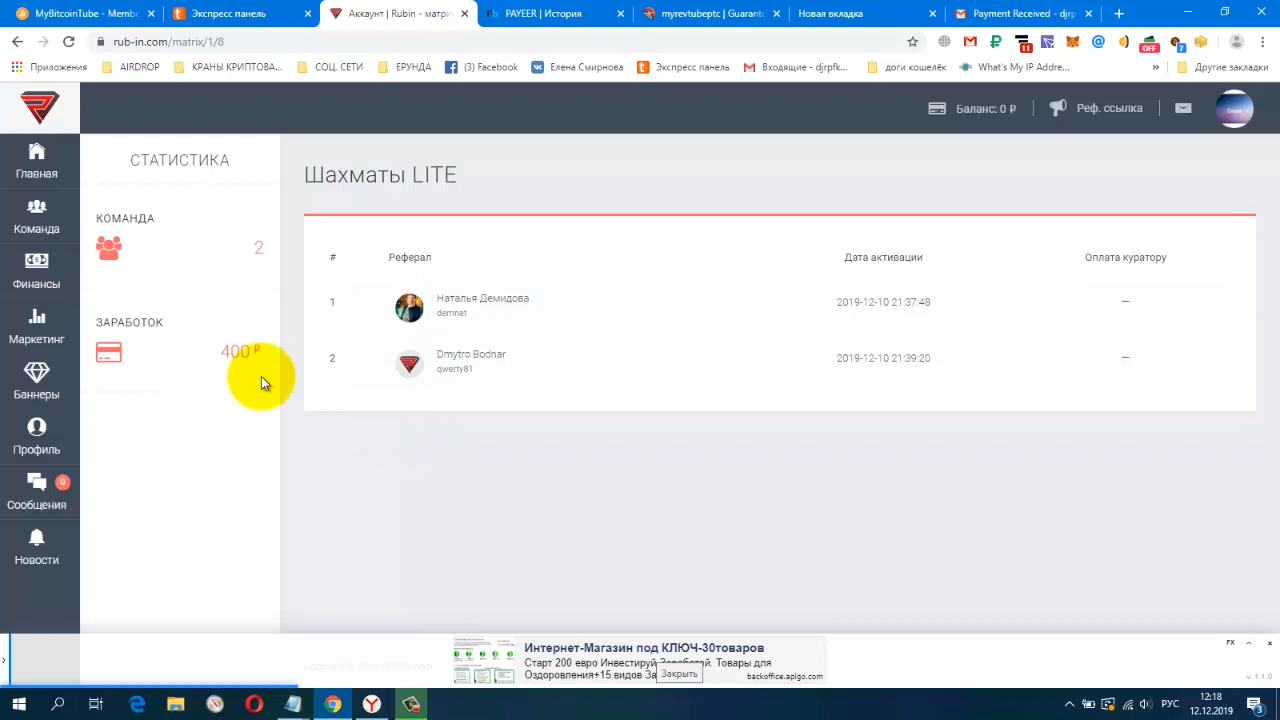 MyBitcoinTube - Membe
Экспресс панель
Аккаунт | Rubin - матри
PAYEER | История
myrevtubeptc | Guarant
Новая вкладка
Payment Received - djrp
rub-in.com/matrix/1/8
11
OFF
7
Приложения
AIRDROP
КРАНЫ КРИПТОВА...
СОЦ. СЕТИ
ЕРУНДА
(3) Facebook
Елена Смирнова
Экспресс панель
Входящие - djrpfk...
доги кошелёк
What's My IP Addre...
»
Другие закладки
Баланс: 0 ₽
Реф. ссылка
Главная
Команда
Финансы
Маркетинг
Баннеры
Профиль
0
Сообщения
Новости
СТАТИСТИКА
КОМАНДА
2
ЗАРАБОТОК
400 ₽
Шахматы LITE
# Реферал Дата активации Оплата куратору
1 Наталья Демидова 2019-12-10 21:37:48 —
demnat
2 Dmytro Bodnar 2019-12-10 21:39:20 —
qwerty81
Интернет-Магазин под КЛЮЧ-30товаров
Старт 200 евро Инвестируй Заработай. Товары для
Оздоровления+15 видов За
Закрыть
backoffice.aplgo.com
FX
v. 1.1.0
РУС
12:18
12.12.2019
3